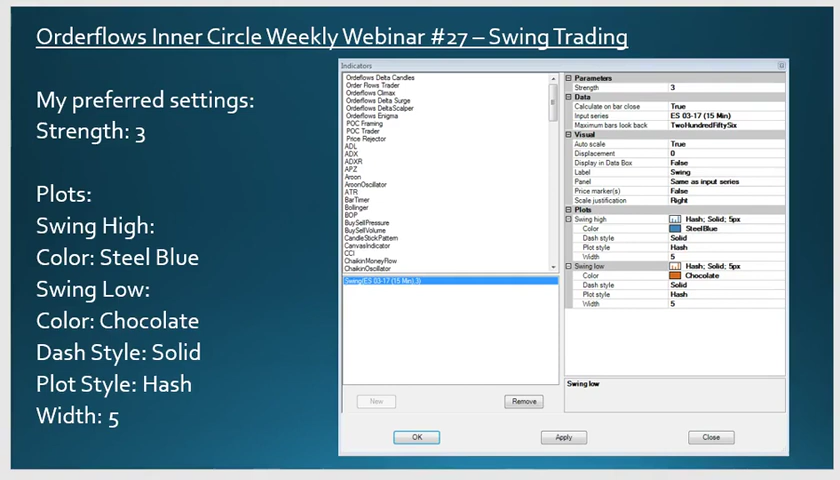 Orderflows Inner Circle Weekly Webinar #27 – Swing Trading
My preferred settings:
Strength: 3
Plots:
Swing High:
Color: Steel Blue
Swing Low:
Color: Chocolate
Dash Style: Solid
Plot Style: Hash
Width: 5
Indicators
Orderflows Delta Candles
Order Flows Trader
Orderflows Climax
Orderflows Delta Surge
Orderflows DeltaScalper
Orderflows Enigma
POC Framing
POC Trader
Price Rejector
ADL
ADX
ADXR
APZ
Aroon
AroonOscillator
ATR
BarTimer
Bollinger
BOP
BuySellPressure
BuySellVolume
CandleStickPattern
CanvasIndicator
CCI
ChaikinMoneyFlow
ChaikinOscillator
Swing(ES 03-17 (15 Min),3)
New
Remove
Parameters
Strength 3
Data
Calculate on bar close True
Input series ES 03-17 (15 Min)
Maximum bars look back TwoHundredFiftySix
Visual
Auto scale True
Displacement 0
Display in Data Box False
Label Swing
Panel Same as input series
Price marker(s) False
Scale justification Right
Plots
Swing high Hash; Solid; 5px
Color SteelBlue
Dash style Solid
Plot style Hash
Width 5
Swing low Hash; Solid; 5px
Color Chocolate
Dash style Solid
Plot style Hash
Width 5
Swing low
OK
Apply
Close